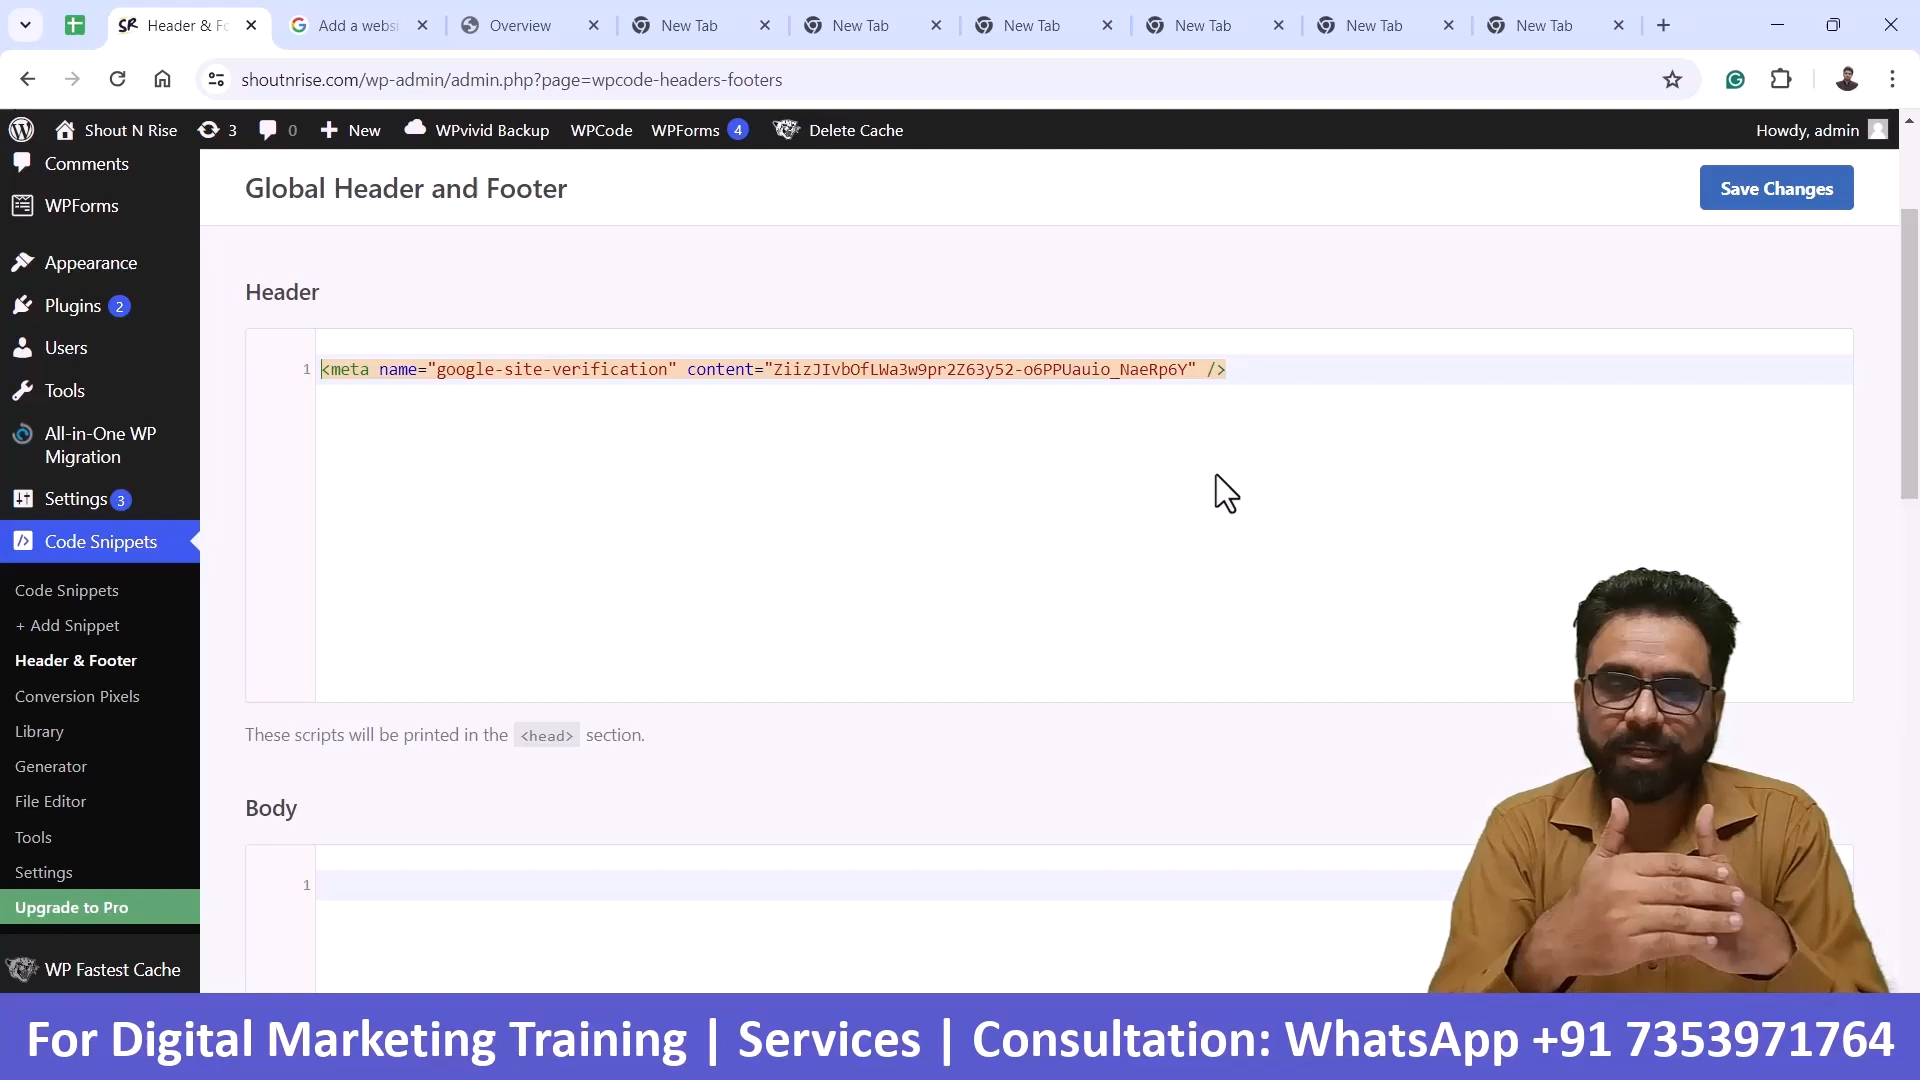 Header & Fo
Add a websi
Overview
New Tab
New Tab
New Tab
New Tab
New Tab
New Tab
shoutnrise.com/wp-admin/admin.php?page=wpcode-headers-footers
Shout N Rise
3
0
New
WPvivid Backup
WPCode
WPForms 4
Delete Cache
Howdy, admin
Comments
WPForms
Appearance
Plugins 2
Users
Tools
All-in-One WP
Migration
Settings 3
Code Snippets
Code Snippets
+ Add Snippet
Header & Footer
Conversion Pixels
Library
Generator
File Editor
Tools
Settings
Upgrade to Pro
WP Fastest Cache
Global Header and Footer
Save Changes
Header
1
<meta name="google-site-verification" content="ZiizJIvbOfLWa3w9pr2Z63y52-o6PPUauio_NaeRp6Y" />
These scripts will be printed in the <head> section.
Body
1
For Digital Marketing Training | Services | Consultation: WhatsApp +91 7353971764